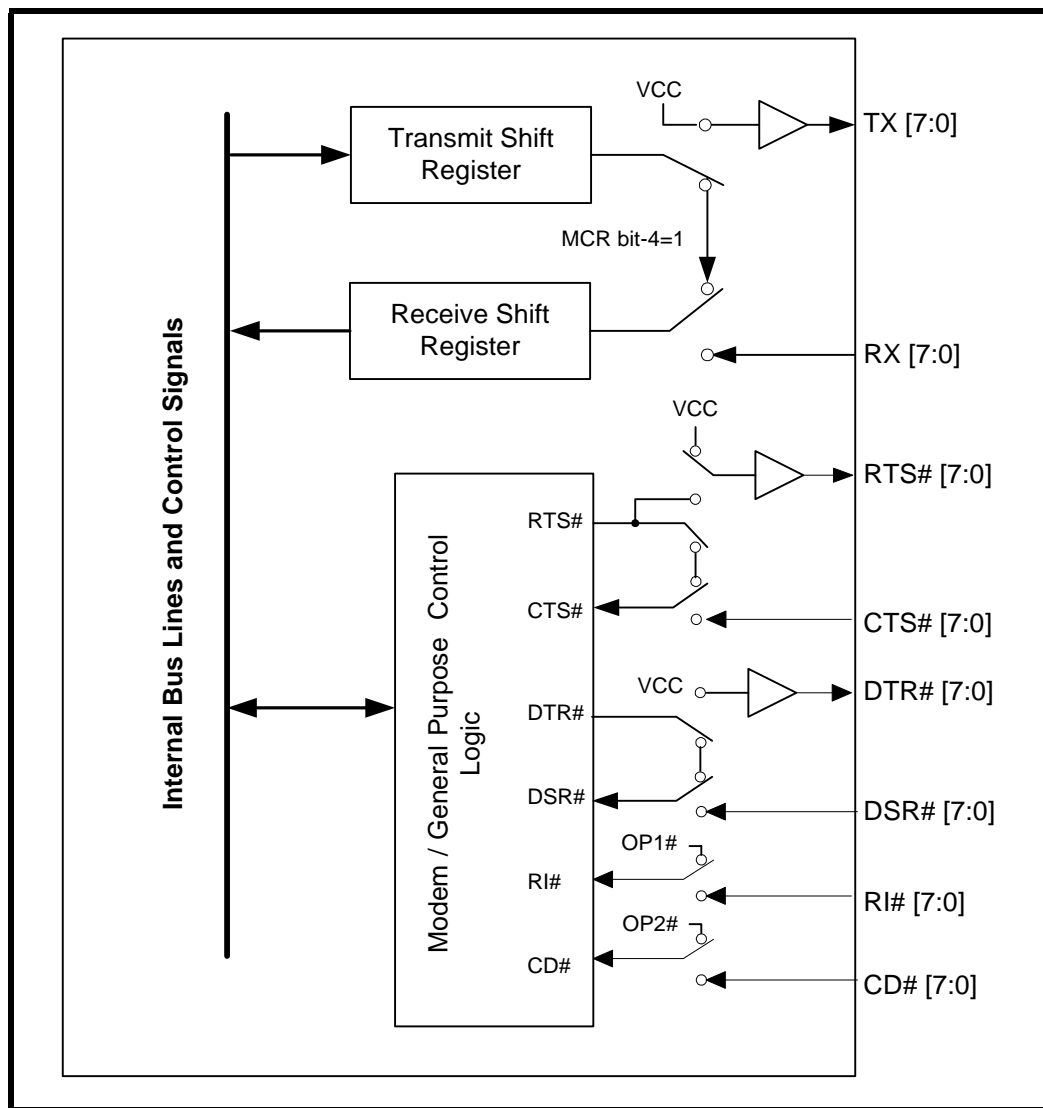 VCC
TX [7:0]
Transmit Shift
Register
MCR bit-4=1
Receive Shift
Register
RX [7:0]
Internal Bus Lines and Control Signals
VCC
RTS# [7:0]
Modem / General Purpose Control
Logic
RTS#
CTS#
CTS# [7:0]
VCC
DTR# [7:0]
DTR#
DSR#
DSR# [7:0]
OP1#
RI#
RI# [7:0]
OP2#
CD#
CD# [7:0]